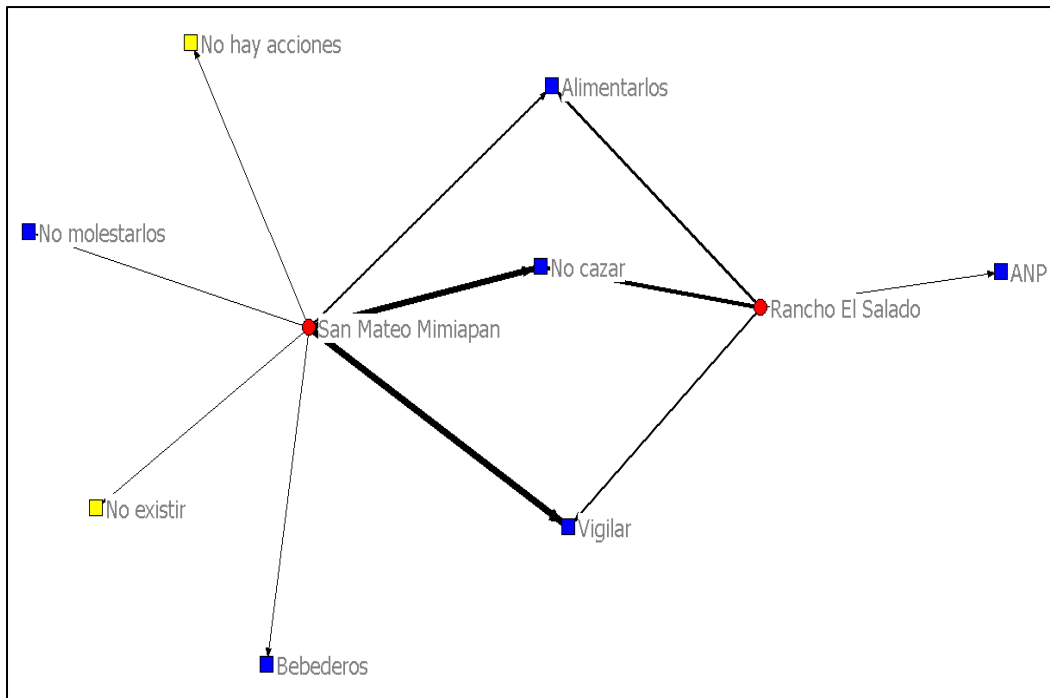 No hay acciones
Alimentarlos
No molestarlos
No cazar
ANP
Rancho El Salado
San Mateo Mimiapan
No existir
Vigilar
Bebederos